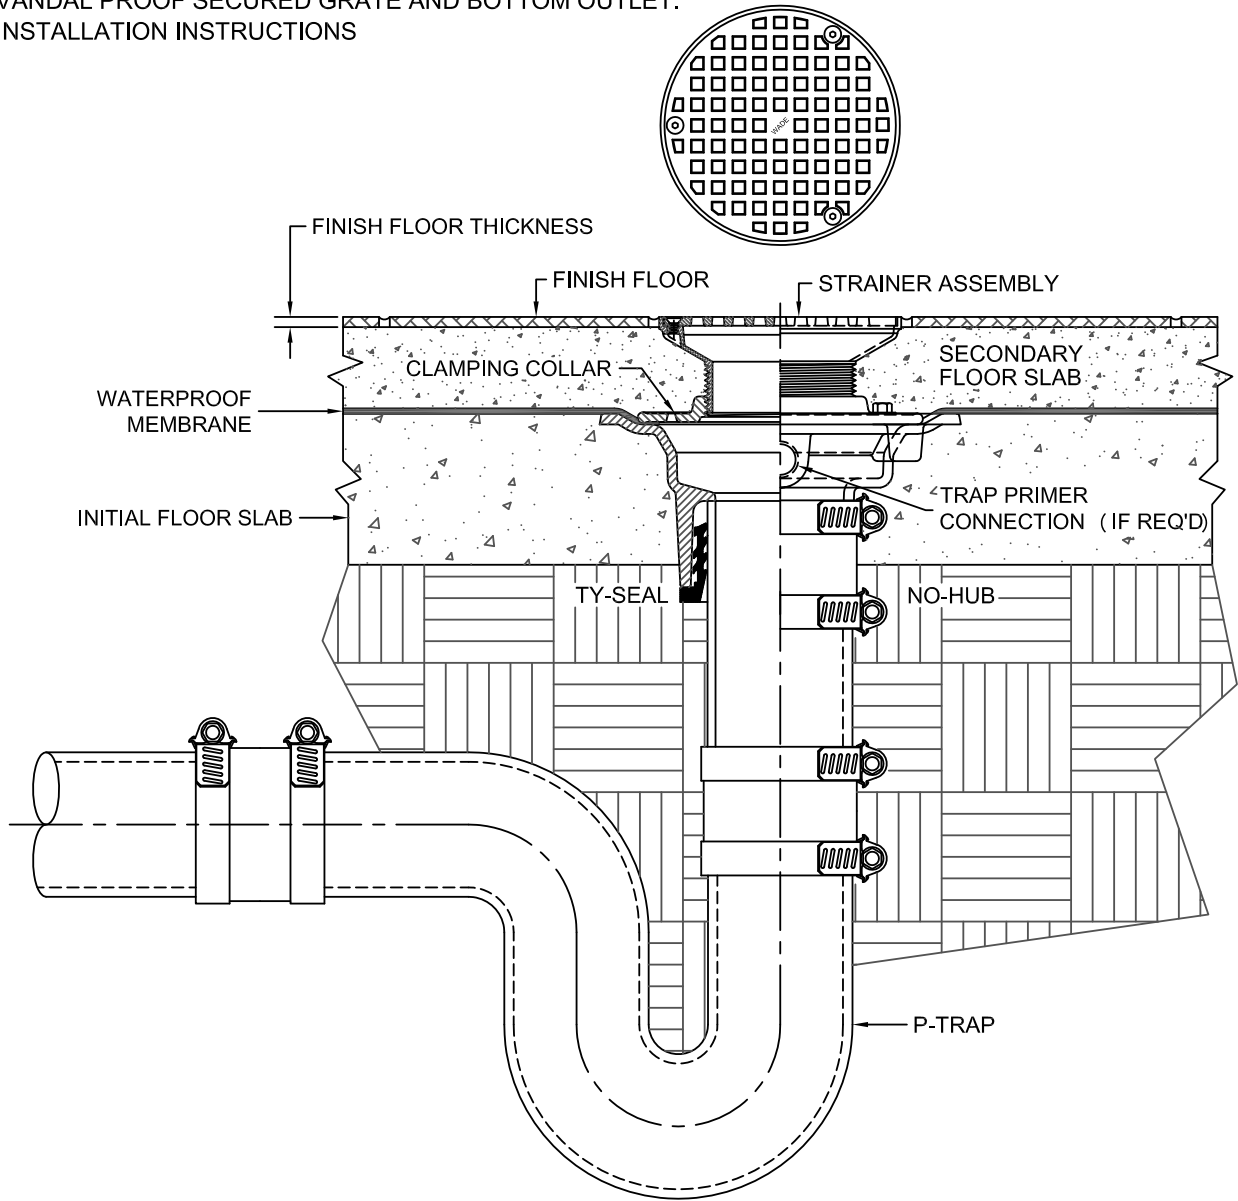 VANDAL PROOF SECURED GRATE AND BOTTOM OUTLET.
INSTALLATION INSTRUCTIONS
WADE
FINISH FLOOR THICKNESS
FINISH FLOOR
STRAINER ASSEMBLY
CLAMPING COLLAR
SECONDARY
FLOOR SLAB
WATERPROOF
MEMBRANE
INITIAL FLOOR SLAB
TRAP PRIMER
CONNECTION (IF REQ'D)
TY-SEAL
NO-HUB
P-TRAP